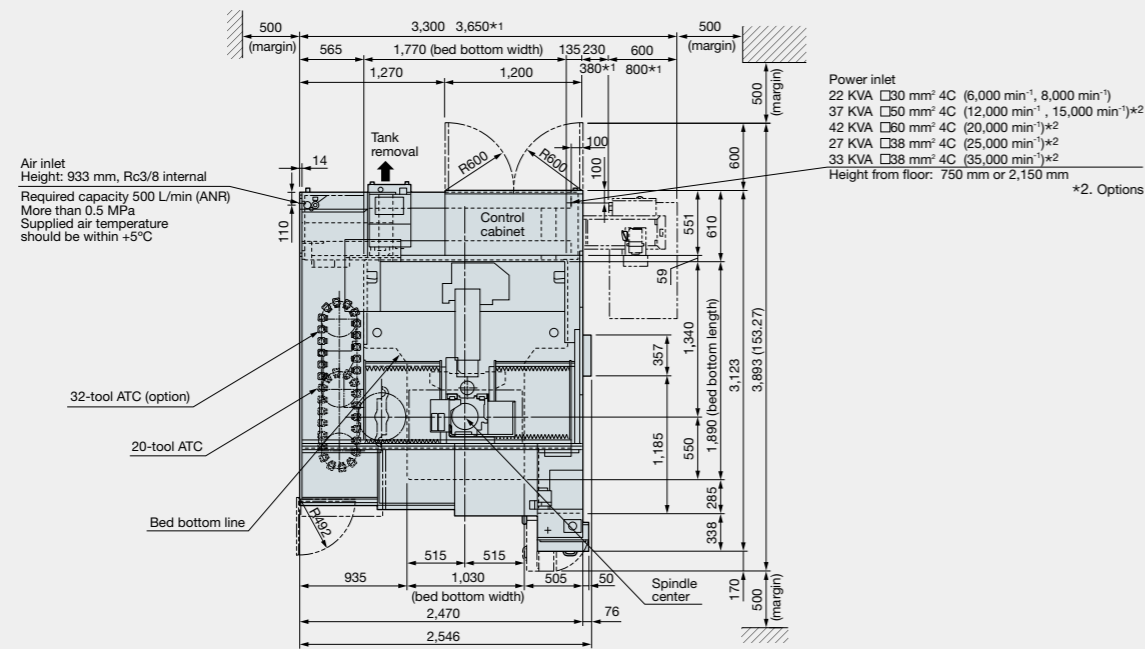 500
(margin)
3,300 3,650*1
500
(margin)
565
1,770 (bed bottom width)
135
230
600
380*1
800*1
1,270
1,200
500
(margin)
Power inlet
22 KVA □30 mm² 4C (6,000 min⁻¹, 8,000 min⁻¹)
37 KVA □50 mm² 4C (12,000 min⁻¹ , 15,000 min⁻¹)*2
42 KVA □60 mm² 4C (20,000 min⁻¹)*2
27 KVA □38 mm² 4C (25,000 min⁻¹)*2
33 KVA □38 mm² 4C (35,000 min⁻¹)*2
Height from floor: 750 mm or 2,150 mm
*2. Options
Tank
removal
R600
R600
100
100
600
14
Air inlet
Height: 933 mm, Rc3/8 internal
Required capacity 500 L/min (ANR)
More than 0.5 MPa
Supplied air temperature
should be within +5°C
110
Control
cabinet
551
610
59
1,340
357
1,890 (bed bottom length)
3,123
3,893 (153.27)
32-tool ATC (option)
20-tool ATC
1,185
550
285
338
Bed bottom line
R492
515
515
935
1,030
505
50
(bed bottom width)
Spindle
center
170
500
(margin)
2,470
76
2,546